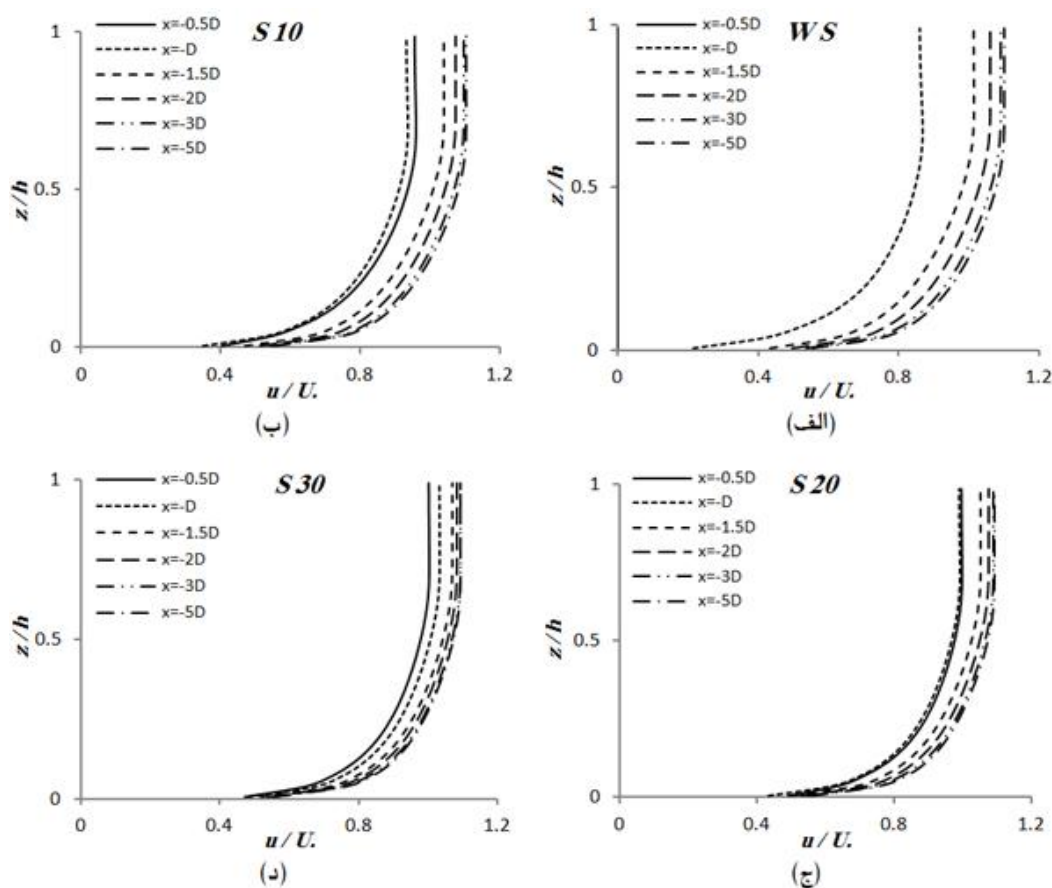 S 10
x=-0.5D
x=-D
x=-1.5D
x=-2D
x=-3D
x=-5D
z/h
1
0.5
0
0
0.4
0.8
1.2
u / U.
(ب)
WS
x=-D
x=-1.5D
x=-2D
x=-3D
x=-5D
z/h
1
0.5
0
0
0.4
0.8
1.2
u / U.
(الف)
S 30
x=-0.5D
x=-D
x=-1.5D
x=-2D
x=-3D
x=-5D
z/h
1
0.5
0
0
0.4
0.8
1.2
u / U.
(د)
S 20
x=-0.5D
x=-D
x=-1.5D
x=-2D
x=-3D
x=-5D
z/h
1
0.5
0
0
0.4
0.8
1.2
u / U.
(ج)